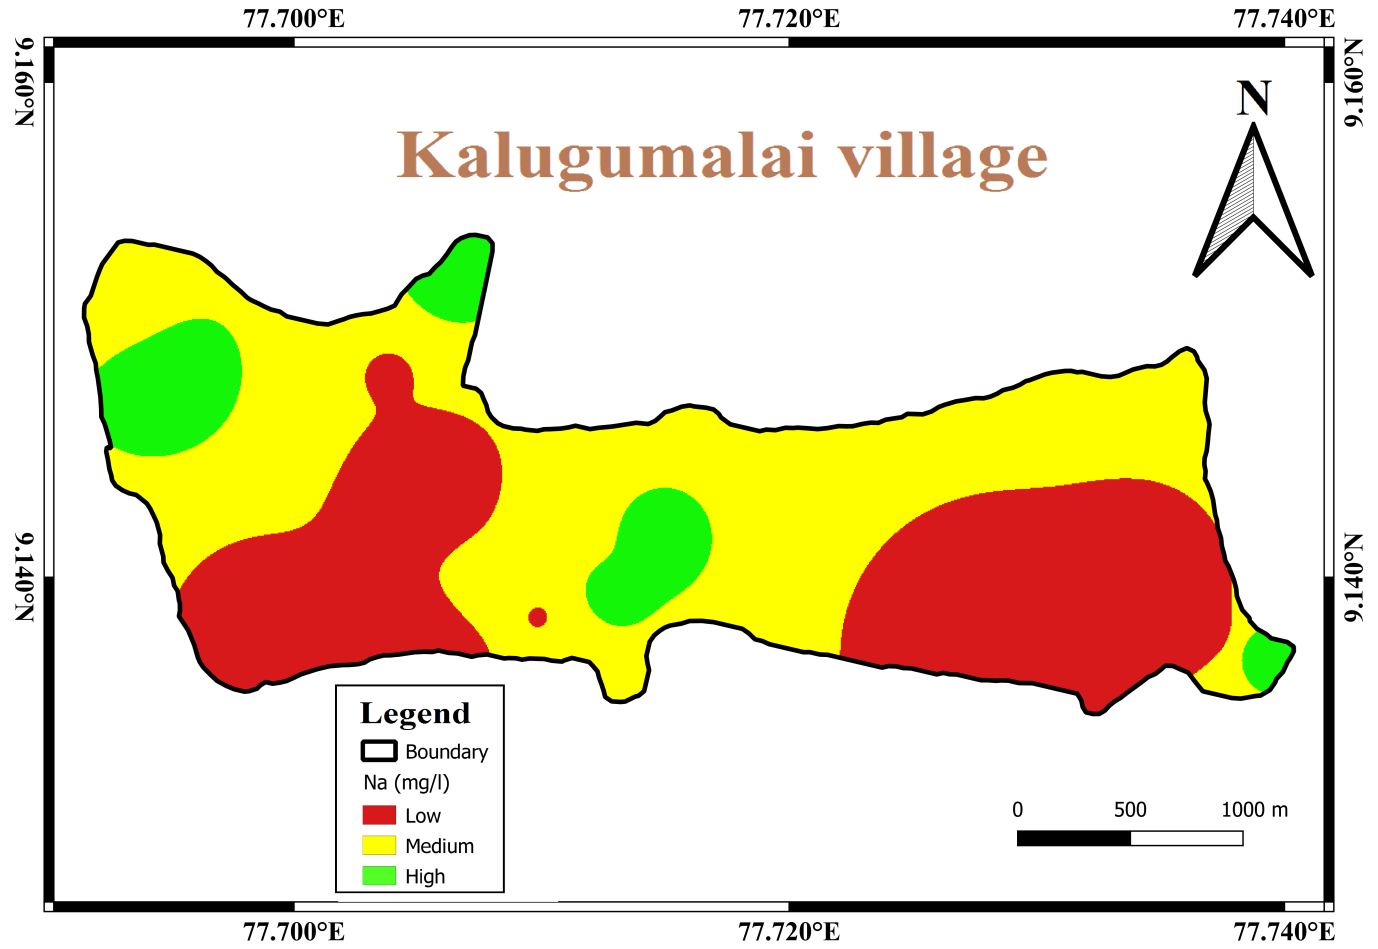 77.700°E 77.720°E 77.740°E
9.160°N
9.160°N
N
Kalugumalai village
9.140°N
9.140°N
Legend
Boundary
Na (mg/l)
Low
Medium
High
0 500 1000 m
77.700°E 77.720°E 77.740°E